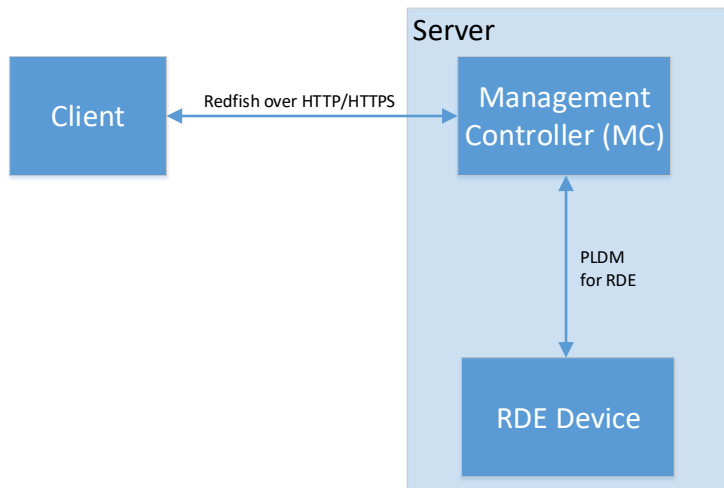 Server
Client
Redfish over HTTP/HTTPS
Management
Controller (MC)
PLDM
for RDE
RDE Device